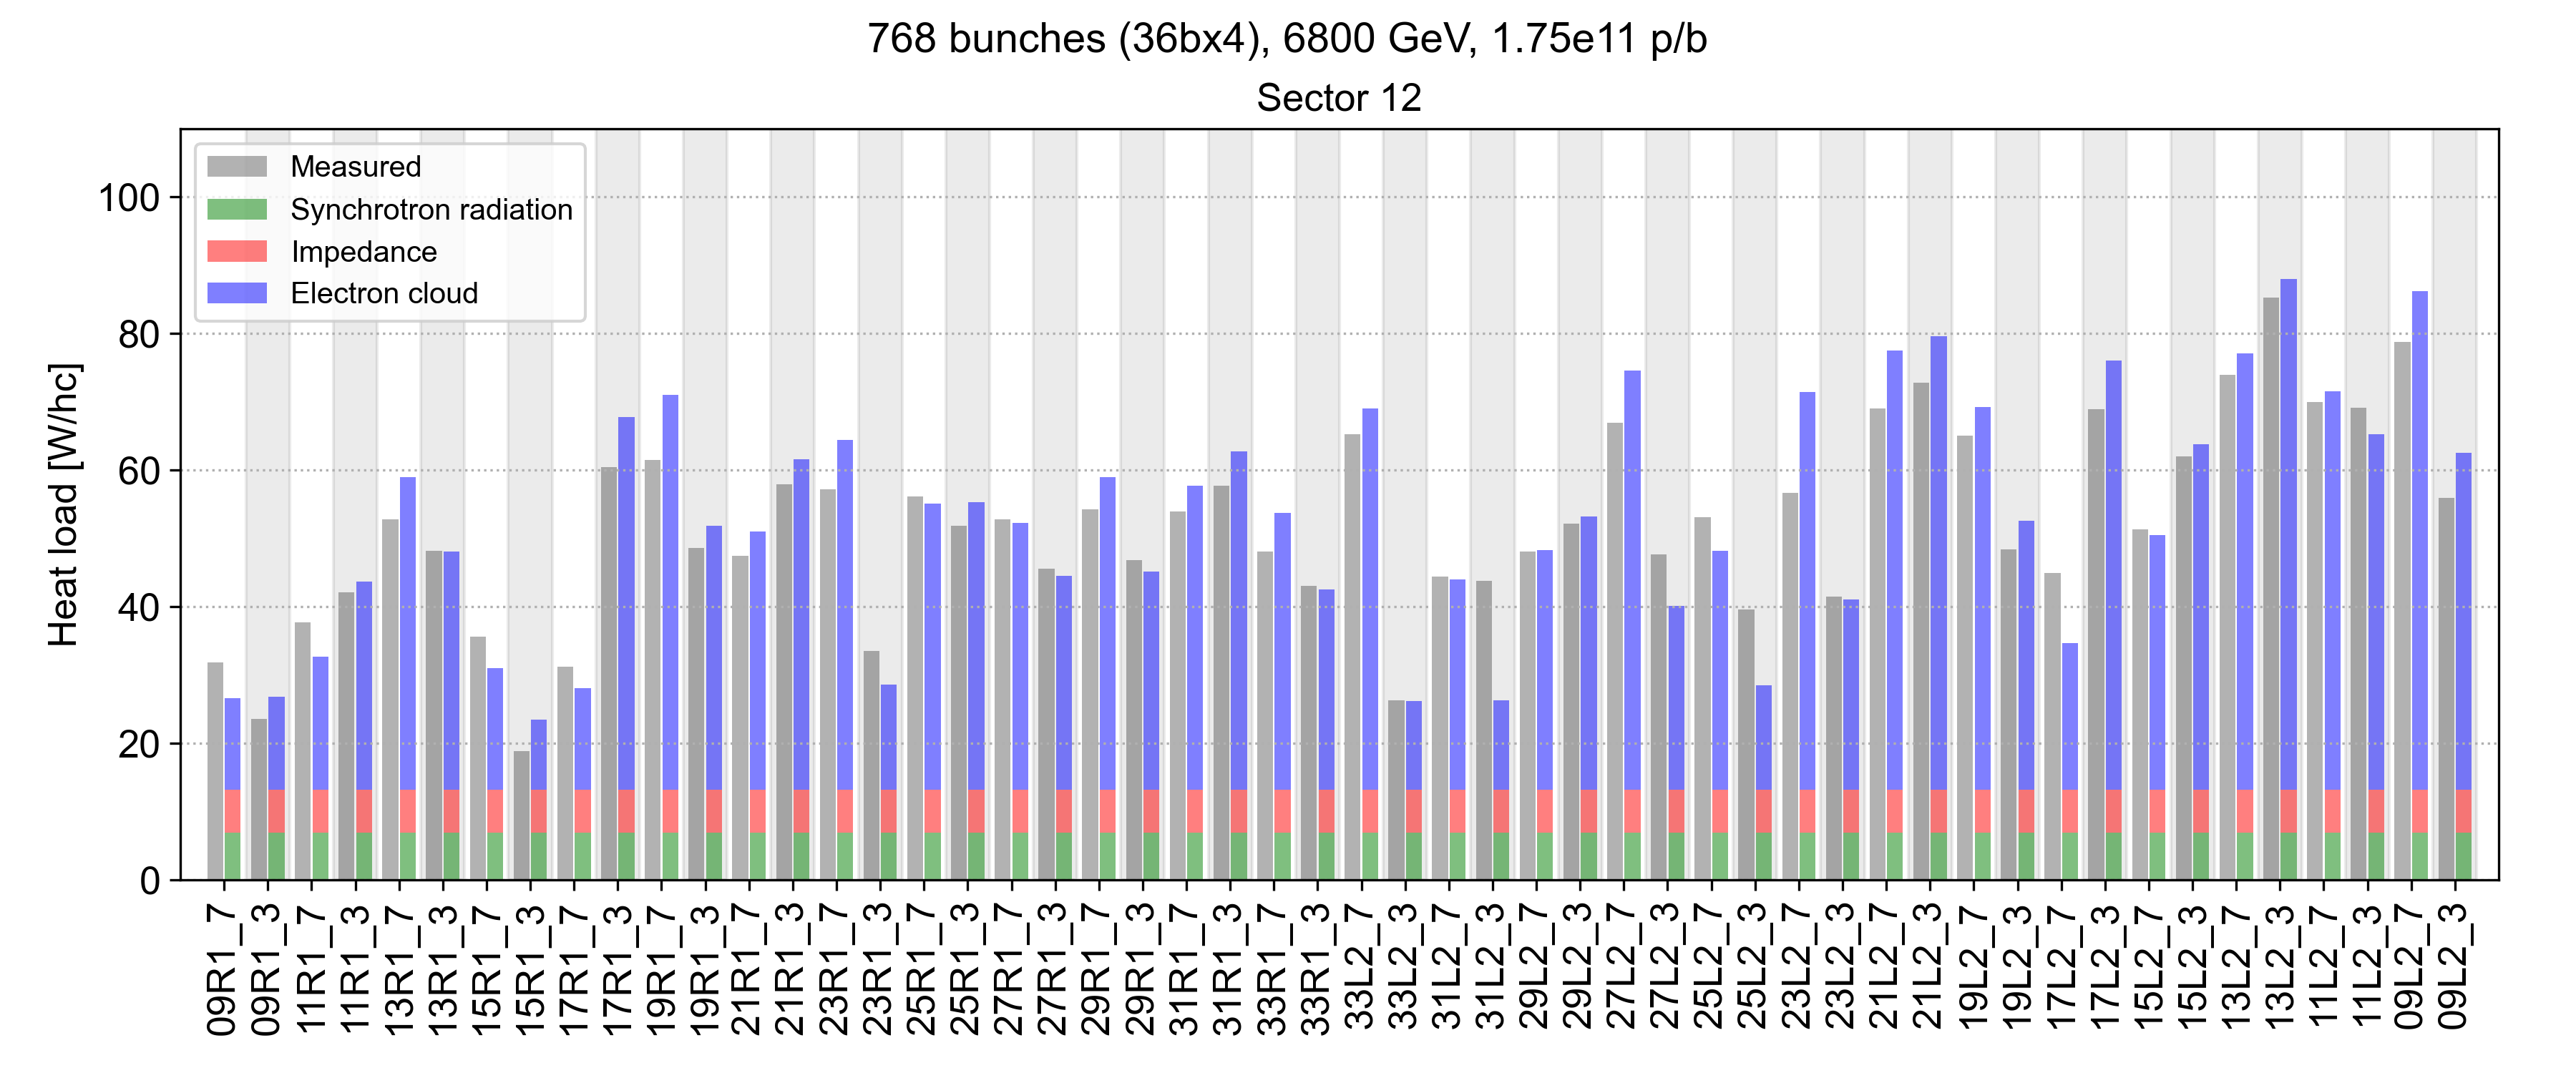 768 bunches (36bx4), 6800 GeV, 1.75e11 p/b
Sector 12
Measured
Synchrotron radiation
Impedance
Electron cloud
Heat load [W/hc]
100
80
60
40
20
0
09R1_7
09R1_3
11R1_7
11R1_3
13R1_7
13R1_3
15R1_7
15R1_3
17R1_7
17R1_3
19R1_7
19R1_3
21R1_7
21R1_3
23R1_7
23R1_3
25R1_7
25R1_3
27R1_7
27R1_3
29R1_7
29R1_3
31R1_7
31R1_3
33R1_7
33R1_3
33L2_7
33L2_3
31L2_7
31L2_3
29L2_7
29L2_3
27L2_7
27L2_3
25L2_7
25L2_3
23L2_7
23L2_3
21L2_7
21L2_3
19L2_7
19L2_3
17L2_7
17L2_3
15L2_7
15L2_3
13L2_7
13L2_3
11L2_7
11L2_3
09L2_7
09L2_3